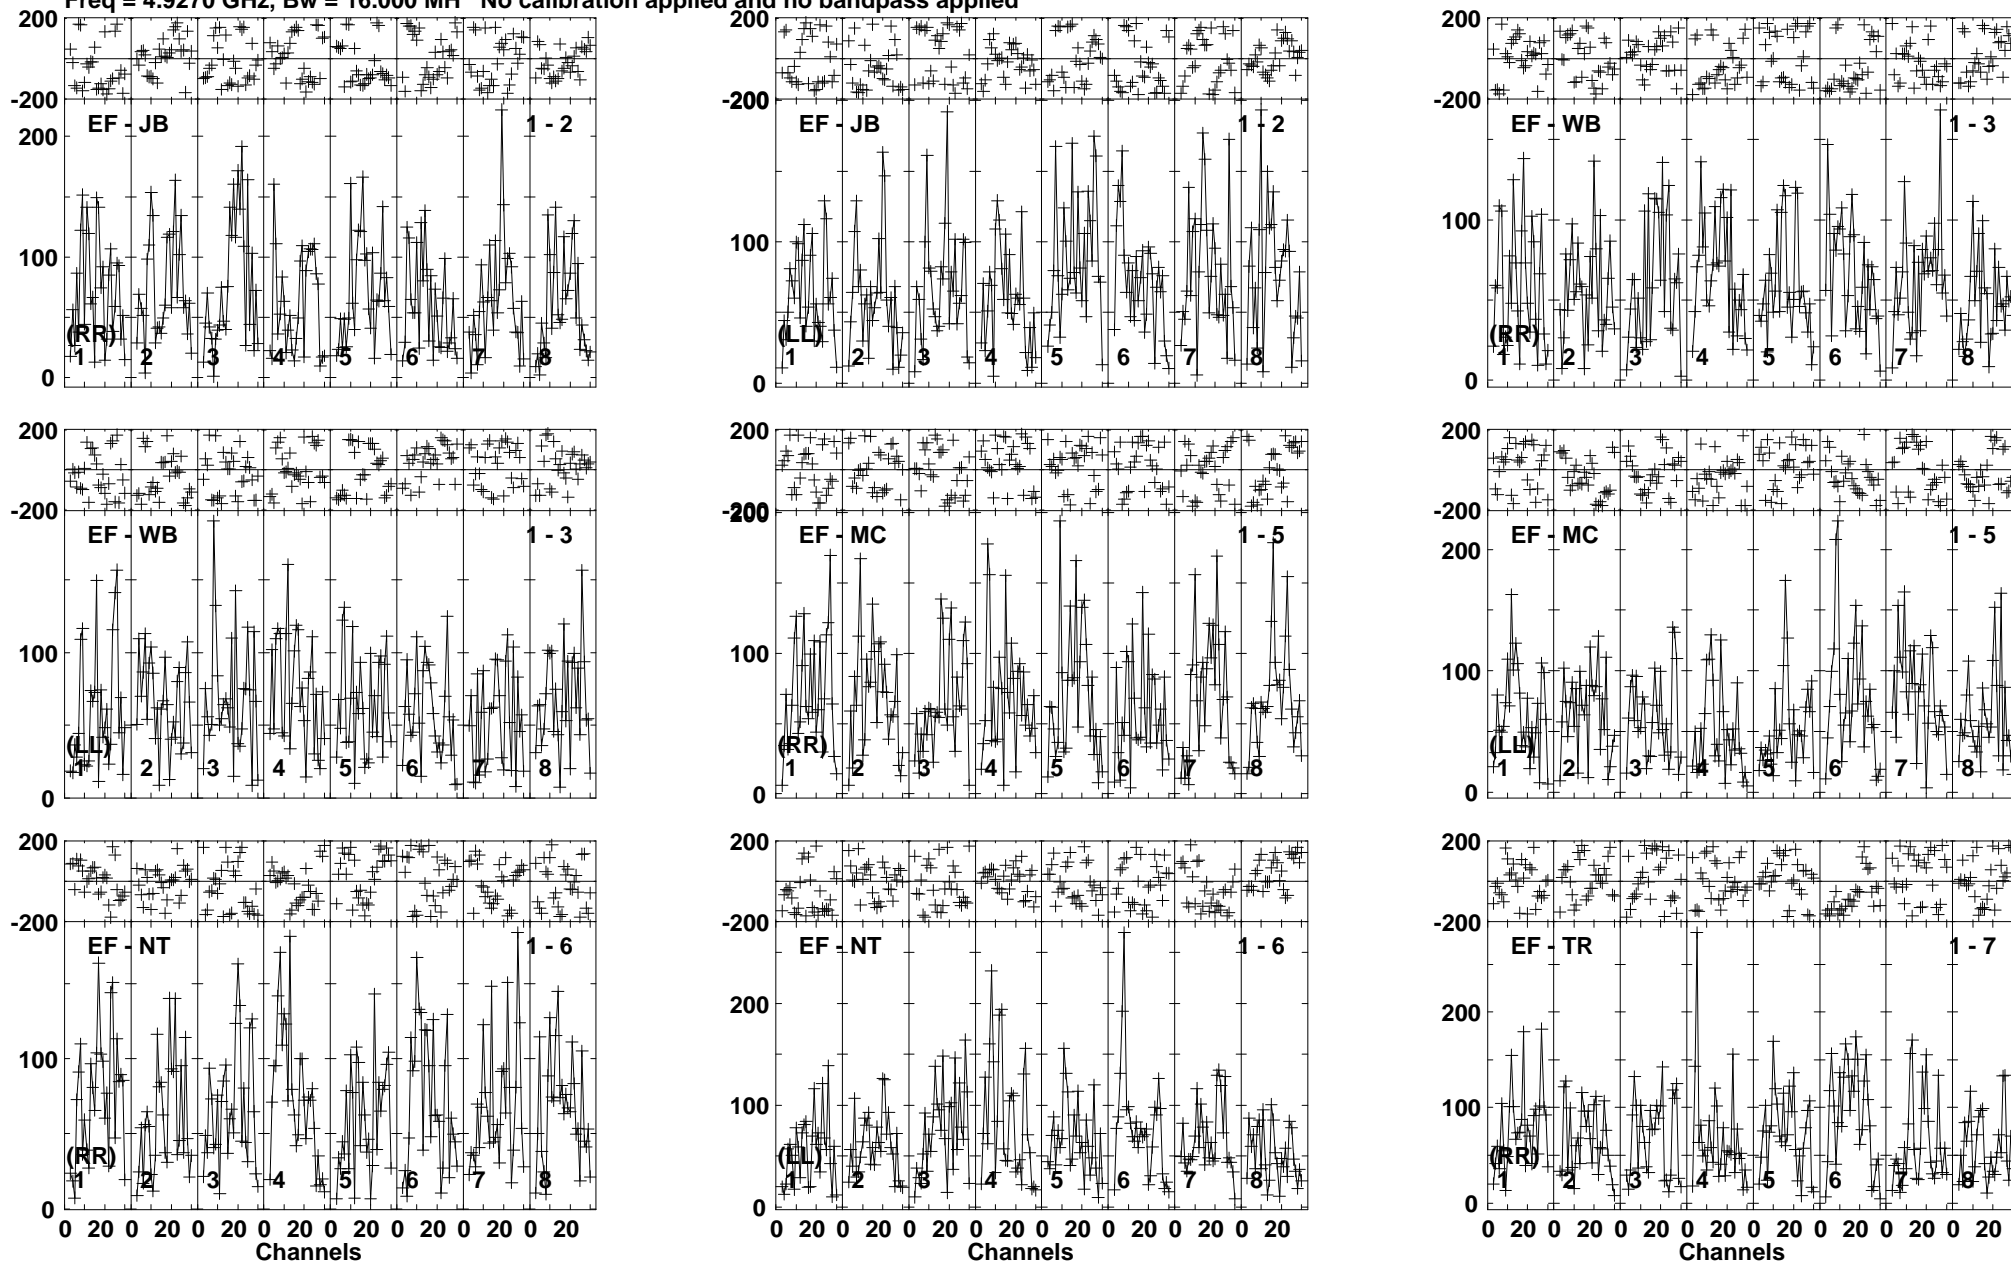 Freq = 4.9270 GHz, Bw = 16.000 MH No calibration applied and no bandpass applied
200 200 200
-200 -200 -200
200 200
EF - JB 1 - 2 EF - JB 1 - 2 EF - WB 1 - 3
100 100 100
(RR) (LL) (RR)
1 2 3 4 5 6 7 8 1 2 3 4 5 6 7 8 1 2 3 4 5 6 7 8
0 0 0
200 200 200
-200 -200 -200
200
EF - WB 1 - 3 EF - MC 1 - 5 EF - MC 1 - 5
200
100 100 100
(LL) (RR) (LL)
1 2 3 4 5 6 7 8 1 2 3 4 5 6 7 8 1 2 3 4 5 6 7 8
0 0 0
200 200 200
-200 -200 -200
EF - NT 1 - 6 EF - NT 1 - 6 EF - TR 1 - 7
200 200
100 100 100
(RR) (LL) (RR)
1 2 3 4 5 6 7 8 1 2 3 4 5 6 7 8 1 2 3 4 5 6 7 8
0 0 0
0 20 0 20 0 20 0 20 0 20 0 20 0 20 0 20 0 20 0 20 0 20 0 20 0 20 0 20 0 20 0 20 0 20 0 20 0 20 0 20 0 20 0 20 0 20 0 20
Channels Channels Channels